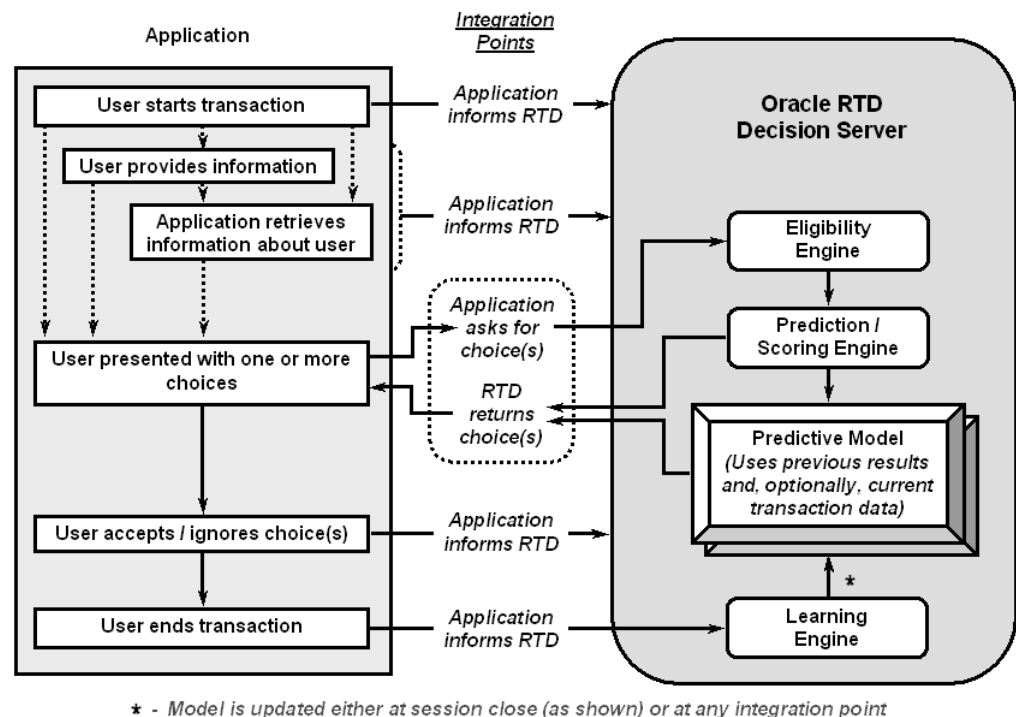 Application
Integration
Points
Oracle RTD
Decision Server
User starts transaction
Application
informs RTD
User provides information
Application retrieves
information about user
Application
informs RTD
Eligibility
Engine
Application
asks for
choice(s)
Prediction /
Scoring Engine
User presented with one or more
choices
RTD
returns
choice(s)
Predictive Model
(Uses previous results
and, optionally, current
transaction data)
User accepts / ignores choice(s)
Application
informs RTD
*
User ends transaction
Application
informs RTD
Learning
Engine
* - Model is updated either at session close (as shown) or at any integration point